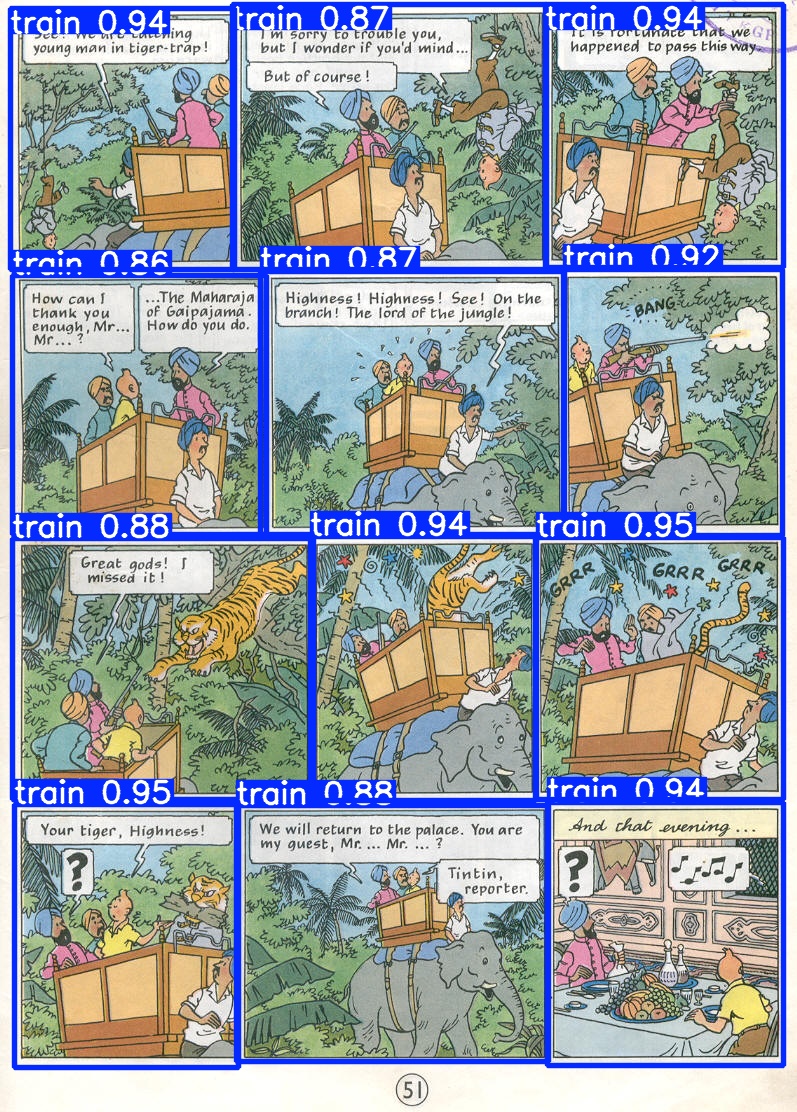 train 0.94
See! We are catching
young man in tiger-trap!
train 0.87
I'm sorry to trouble you,
but I wonder if you'd mind...
But of course!
train 0.94
It is fortunate that we
happened to pass this way.
train 0.86
How can I
thank you
enough, Mr...
Mr... ?
...The Maharaja
of Gaipajama.
How do you do.
train 0.87
Highness! Highness! See! On the
branch! The lord of the jungle!
train 0.92
BANG
train 0.88
Great gods! I
missed it!
train 0.94
train 0.95
GRRR
GRRR
GRRR
train 0.95
Your tiger, Highness!
?
train 0.88
We will return to the palace. You are
my guest, Mr. ... Mr. ... ?
Tintin,
reporter.
train 0.94
And that evening ...
?
51